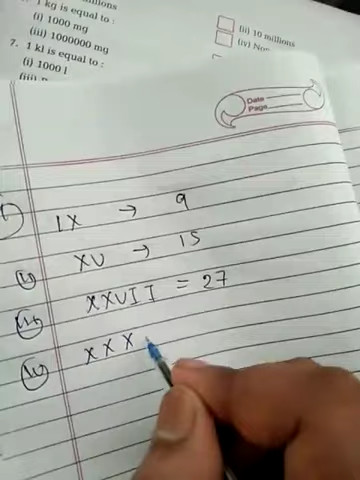 1 kg is equal to :
(i) 1000 mg
(ii) 10 millions
(iii) 1000000 mg
(iv) Non
7. 1 kl is equal to :
(i) 1000 l
Date
Page
IX → 9
(ii) XV → 15
(iii) XXVII = 27
(iv) XXX